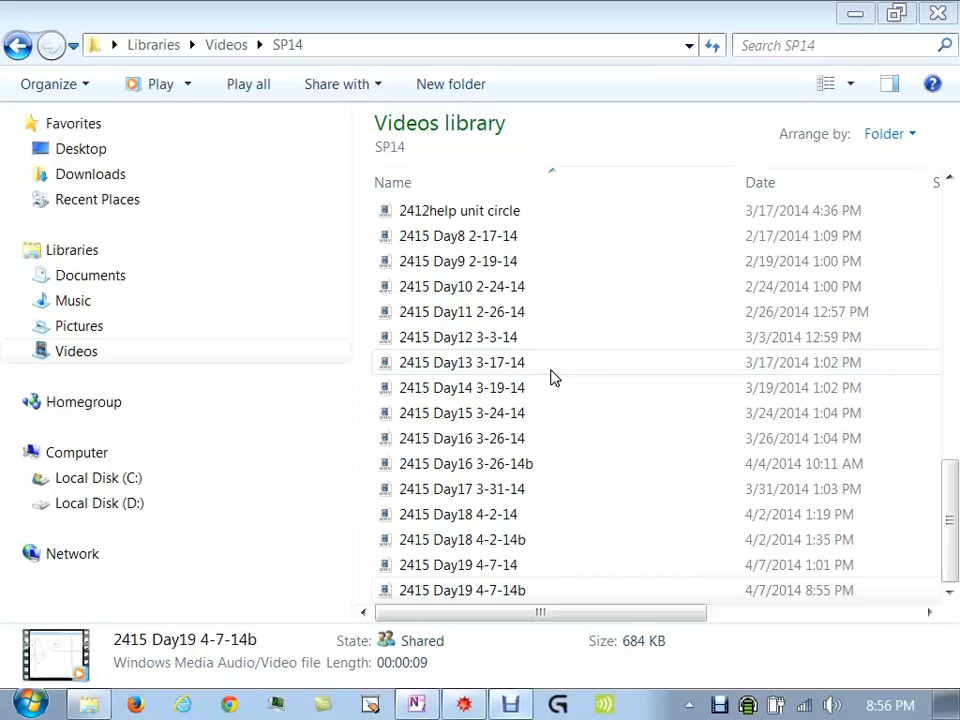 Libraries Videos SP14 Search SP14
Organize Play Play all Share with New folder
Videos library
SP14
Arrange by: Folder
Favorites
Desktop
Downloads
Recent Places
Libraries
Documents
Music
Pictures
Videos
Homegroup
Computer
Local Disk (C:)
Local Disk (D:)
Network
Name Date S
2412help unit circle 3/17/2014 4:36 PM
2415 Day8 2-17-14 2/17/2014 1:09 PM
2415 Day9 2-19-14 2/19/2014 1:00 PM
2415 Day10 2-24-14 2/24/2014 1:00 PM
2415 Day11 2-26-14 2/26/2014 12:57 PM
2415 Day12 3-3-14 3/3/2014 12:59 PM
2415 Day13 3-17-14 3/17/2014 1:02 PM
2415 Day14 3-19-14 3/19/2014 1:02 PM
2415 Day15 3-24-14 3/24/2014 1:04 PM
2415 Day16 3-26-14 3/26/2014 1:04 PM
2415 Day16 3-26-14b 4/4/2014 10:11 AM
2415 Day17 3-31-14 3/31/2014 1:03 PM
2415 Day18 4-2-14 4/2/2014 1:19 PM
2415 Day18 4-2-14b 4/2/2014 1:35 PM
2415 Day19 4-7-14 4/7/2014 1:01 PM
2415 Day19 4-7-14b 4/7/2014 8:55 PM
2415 Day19 4-7-14b State: Shared Size: 684 KB
Windows Media Audio/Video file Length: 00:00:09
8:56 PM